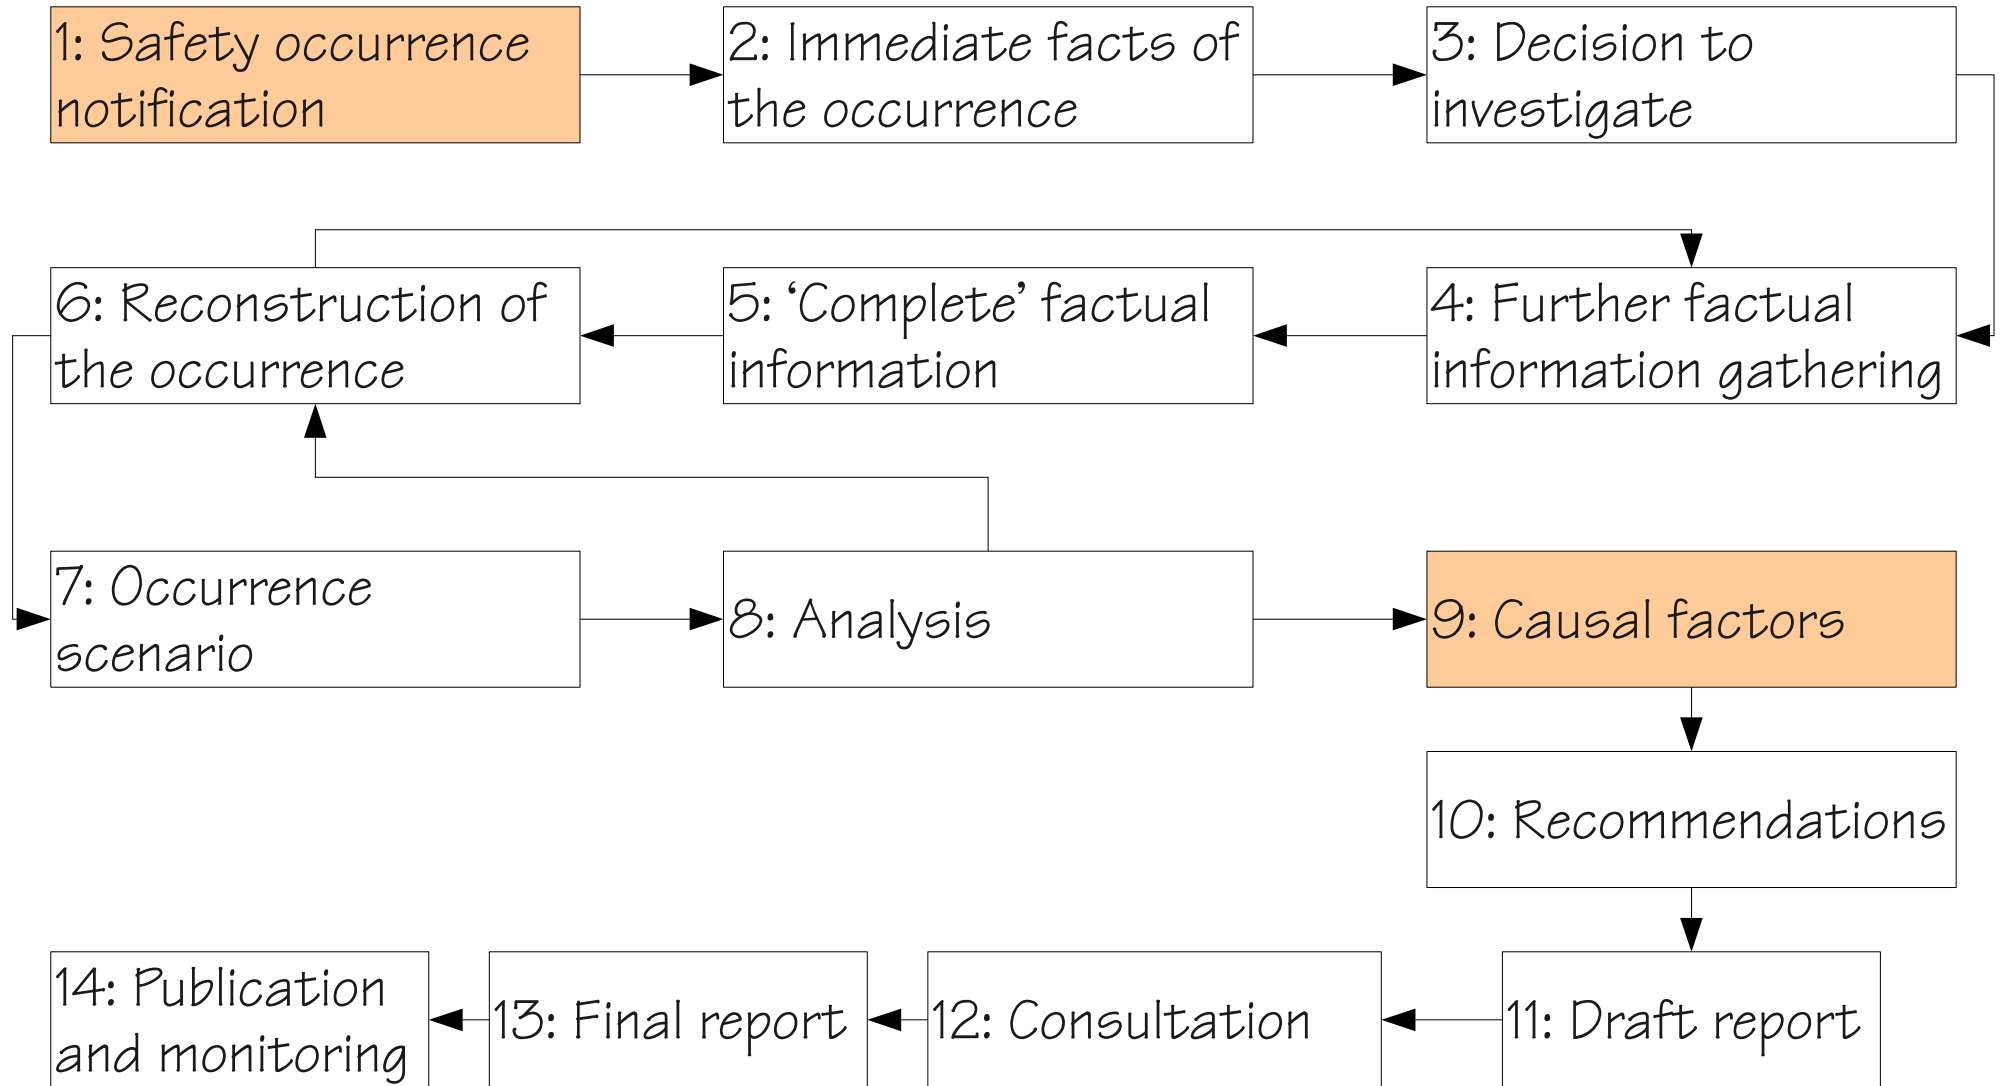 1: Safety occurrence
notification
2: Immediate facts of
the occurrence
3: Decision to
investigate
6: Reconstruction of
the occurrence
5: ‘Complete’ factual
information
4: Further factual
information gathering
7: Occurrence
scenario
8: Analysis
9: Causal factors
10: Recommendations
14: Publication
and monitoring
13: Final report
12: Consultation
11: Draft report